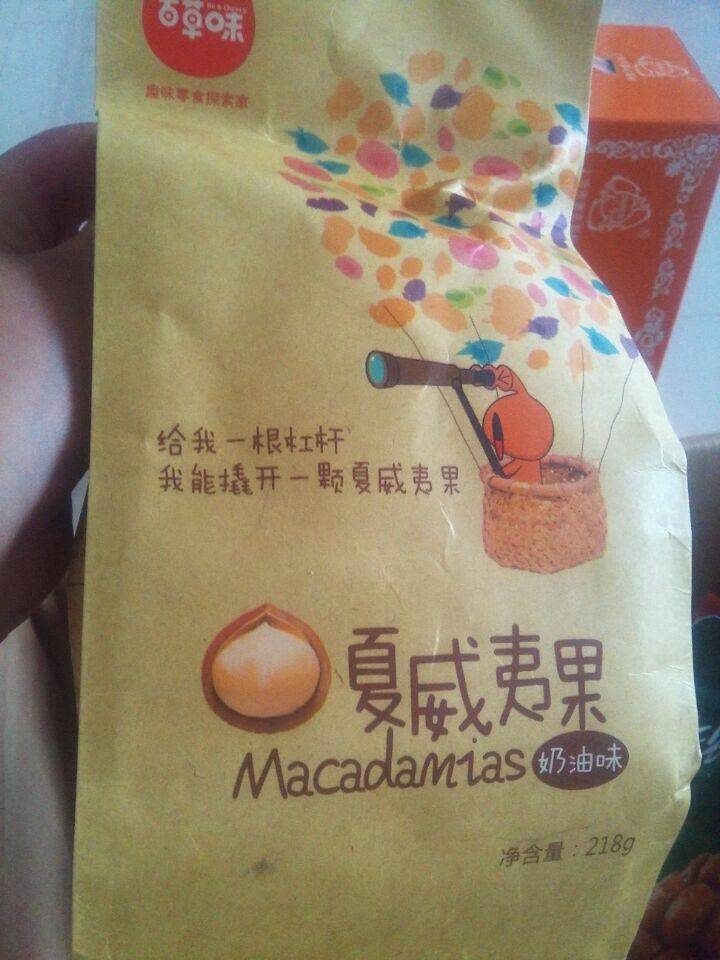 百草味
趣味零食探索家
给我一根杠杆
我能撬开一颗夏威夷果
夏威夷果
Macadamias
奶油味
净含量：218g